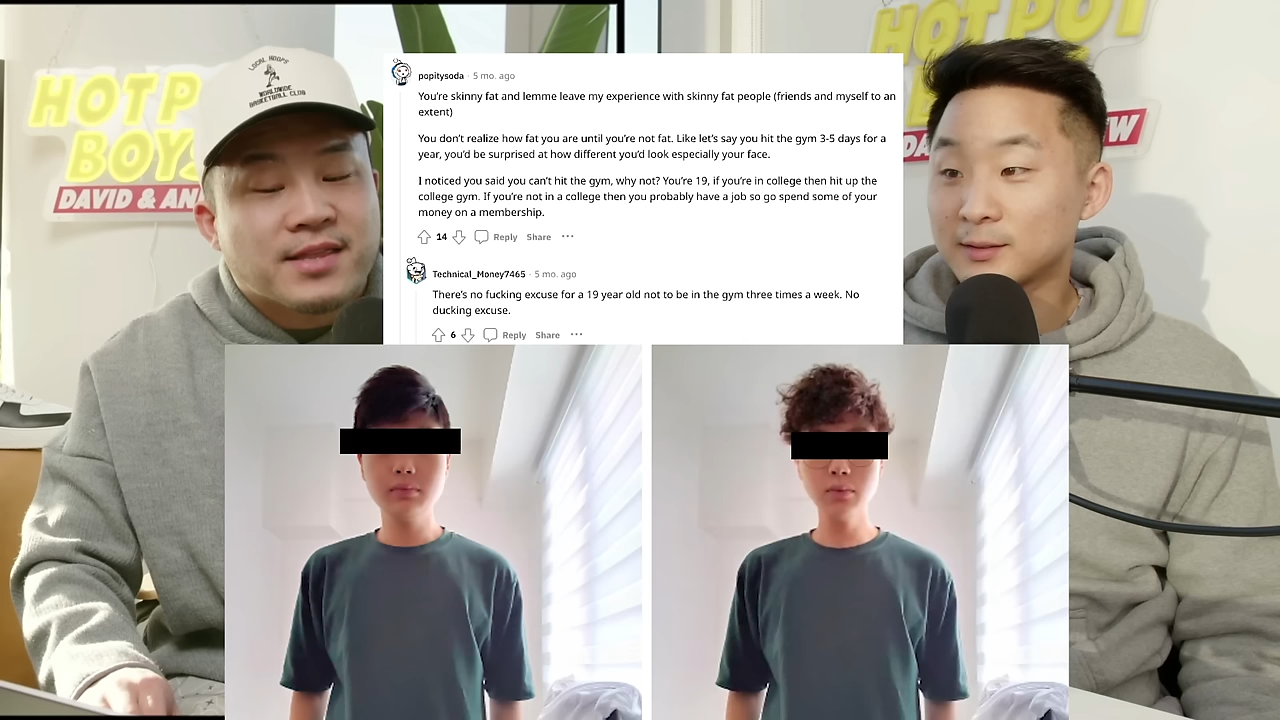 HOT P
BOYS
DAVID & AN
LOCAL HOOPS
WORLDWIDE
BASKETBALL CLUB
HOT POT
DA
W
popitysoda · 5 mo. ago
You're skinny fat and lemme leave my experience with skinny fat people (friends and myself to an
extent)
You don't realize how fat you are until you're not fat. Like let's say you hit the gym 3-5 days for a
year, you'd be surprised at how different you'd look especially your face.
I noticed you said you can't hit the gym, why not? You're 19, if you're in college then hit up the
college gym. If you're not in a college then you probably have a job so go spend some of your
money on a membership.
14 Reply Share ...
Technical_Money7465 · 5 mo. ago
There's no fucking excuse for a 19 year old not to be in the gym three times a week. No
ducking excuse.
6 Reply Share ...